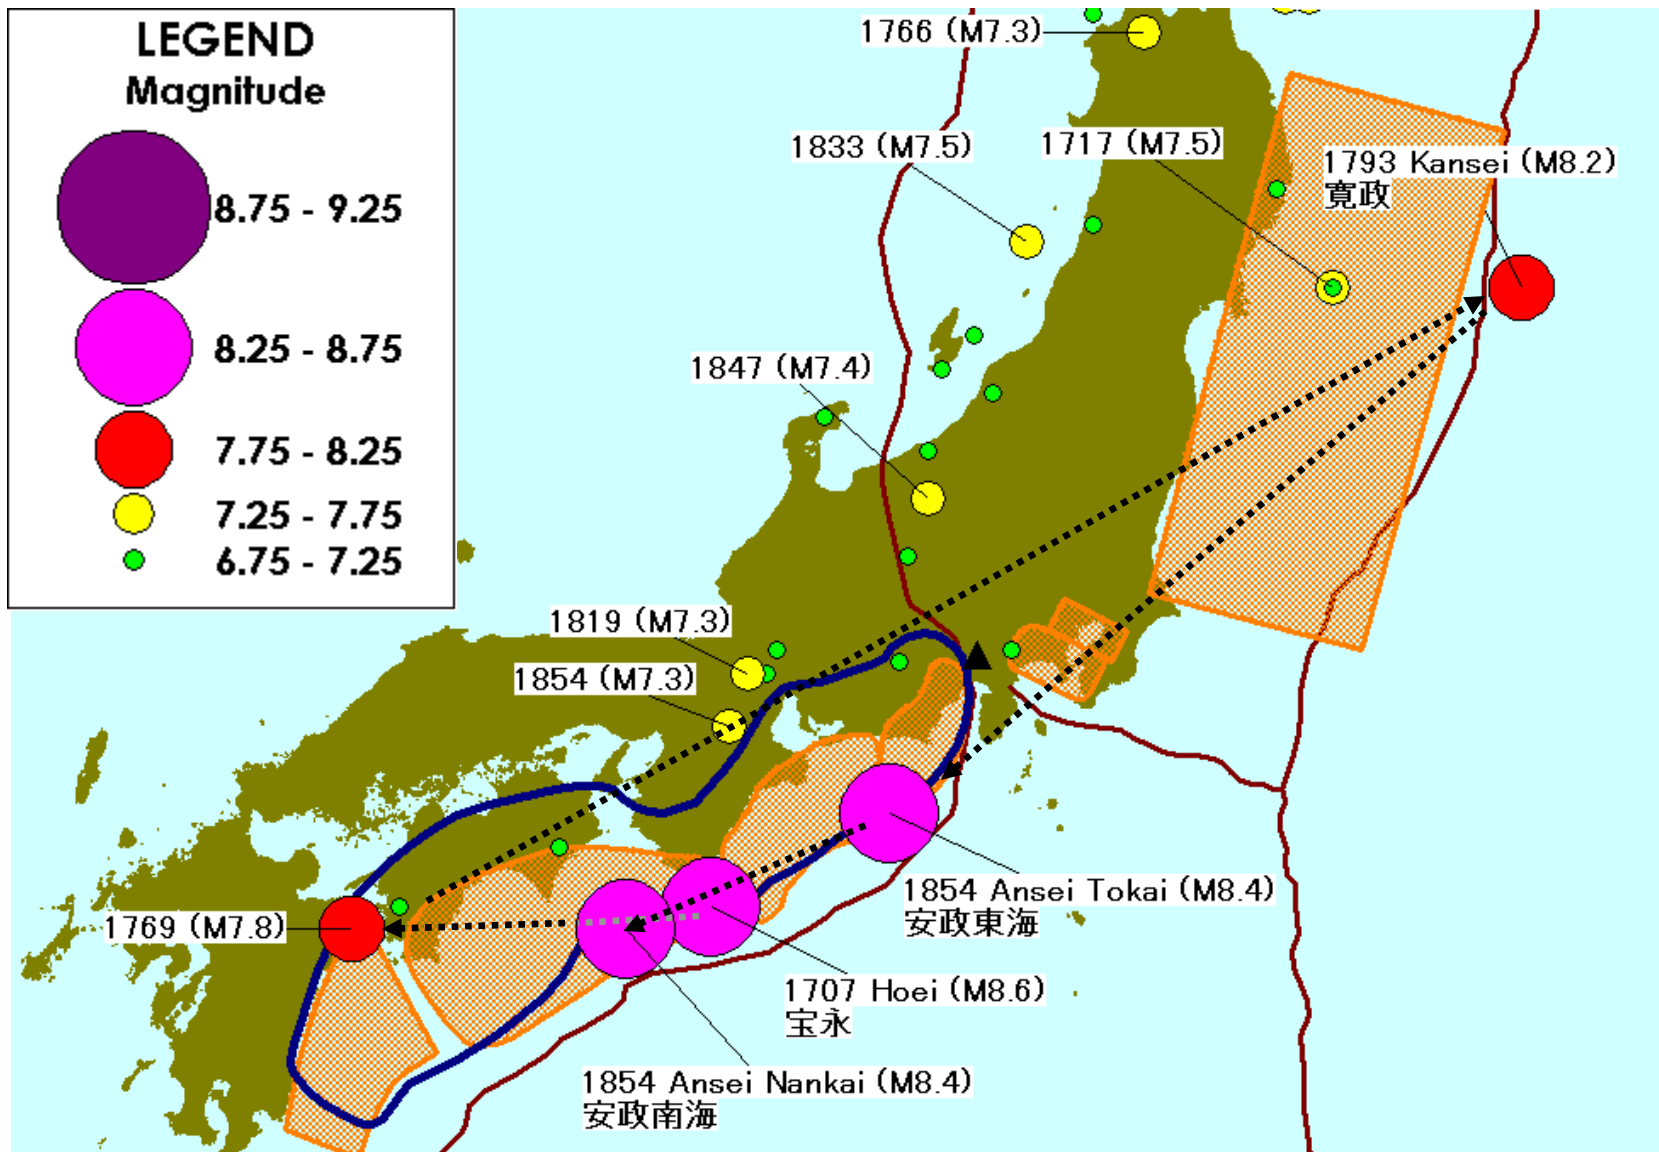 LEGEND
Magnitude
8.75 - 9.25
8.25 - 8.75
7.75 - 8.25
7.25 - 7.75
6.75 - 7.25
1766 (M7.3)
1833 (M7.5)
1717 (M7.5)
1793 Kansei (M8.2)
寛政
1847 (M7.4)
1819 (M7.3)
1854 (M7.3)
1769 (M7.8)
1854 Ansei Tokai (M8.4)
安政東海
1707 Hoei (M8.6)
宝永
1854 Ansei Nankai (M8.4)
安政南海